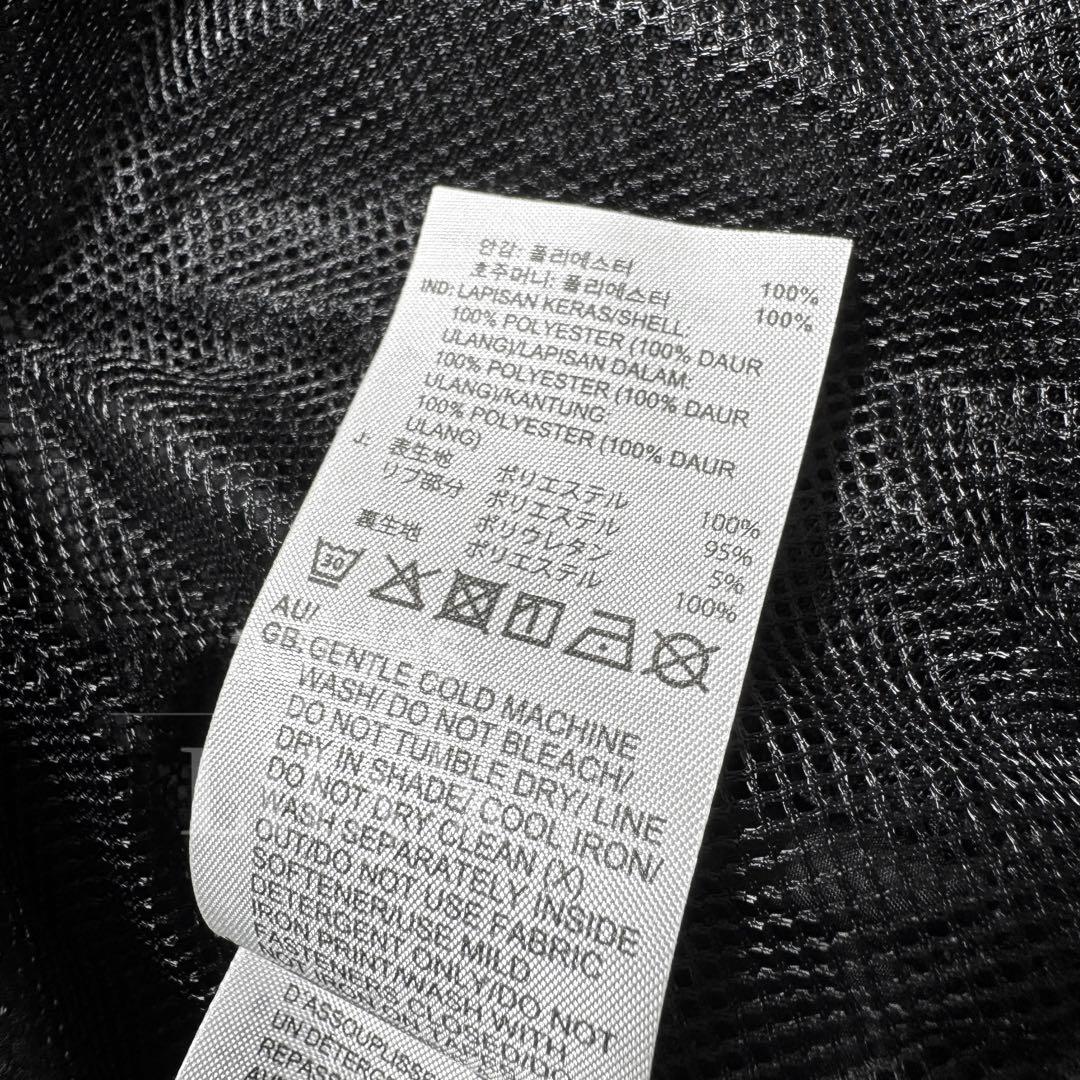 안감: 폴리에스터 100%
호주머니: 폴리에스터 100%
IND: LAPISAN KERAS/SHELL:
100% POLYESTER (100% DAUR
ULANG)/LAPISAN DALAM:
100% POLYESTER (100% DAUR
ULANG)/KANTUNG:
100% POLYESTER (100% DAUR
ULANG)
上 表生地 ポリエステル 100%
リブ部分 ポリエステル 95%
ポリウレタン 5%
裏生地 ポリエステル 100%
30
AU/
GB: GENTLE COLD MACHINE
WASH/ DO NOT BLEACH/
DO NOT TUMBLE DRY/ LINE
DRY IN SHADE/ COOL IRON/
DO NOT DRY CLEAN (X)
WASH SEPARATELY INSIDE
OUT/DO NOT USE FABRIC
SOFTENER/USE MILD
DETERGENT ONLY/DO NOT
IRON PRINT/WASH WITH
FASTENERS CLOSED/DO
D'ASSOUPLISSE
UN DÉTERGE
REPASS